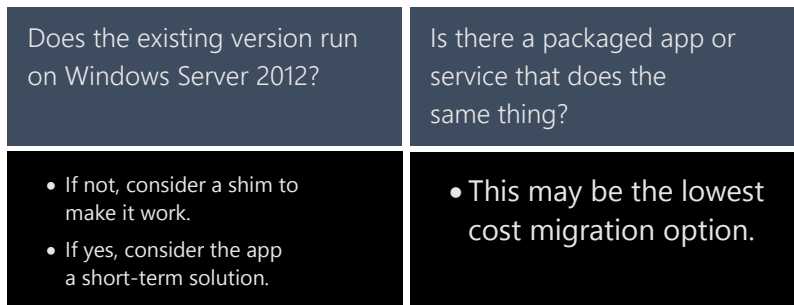 Does the existing version run
on Windows Server 2012?
• If not, consider a shim to
make it work.
• If yes, consider the app
a short-term solution.
Is there a packaged app or
service that does the
same thing?
• This may be the lowest
cost migration option.